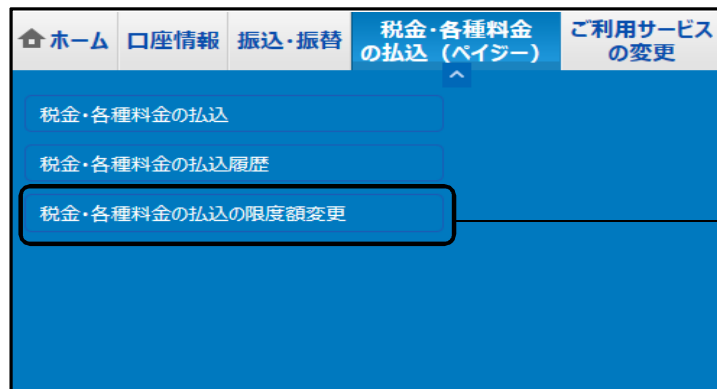 ホーム
口座情報
振込・振替
税金・各種料金
の払込（ペイジー）
ご利用サービス
の変更
税金・各種料金の払込
税金・各種料金の払込履歴
税金・各種料金の払込の限度額変更